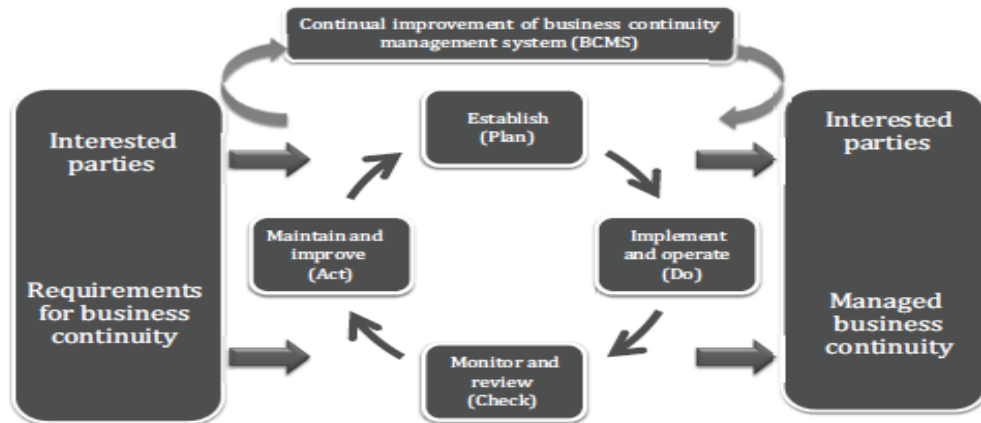 Continual improvement of business continuity
management system (BCMS)
Interested
parties
Requirements
for business
continuity
Establish
(Plan)
Maintain and
improve
(Act)
Implement
and operate
(Do)
Monitor and
review
(Check)
Interested
parties
Managed
business
continuity